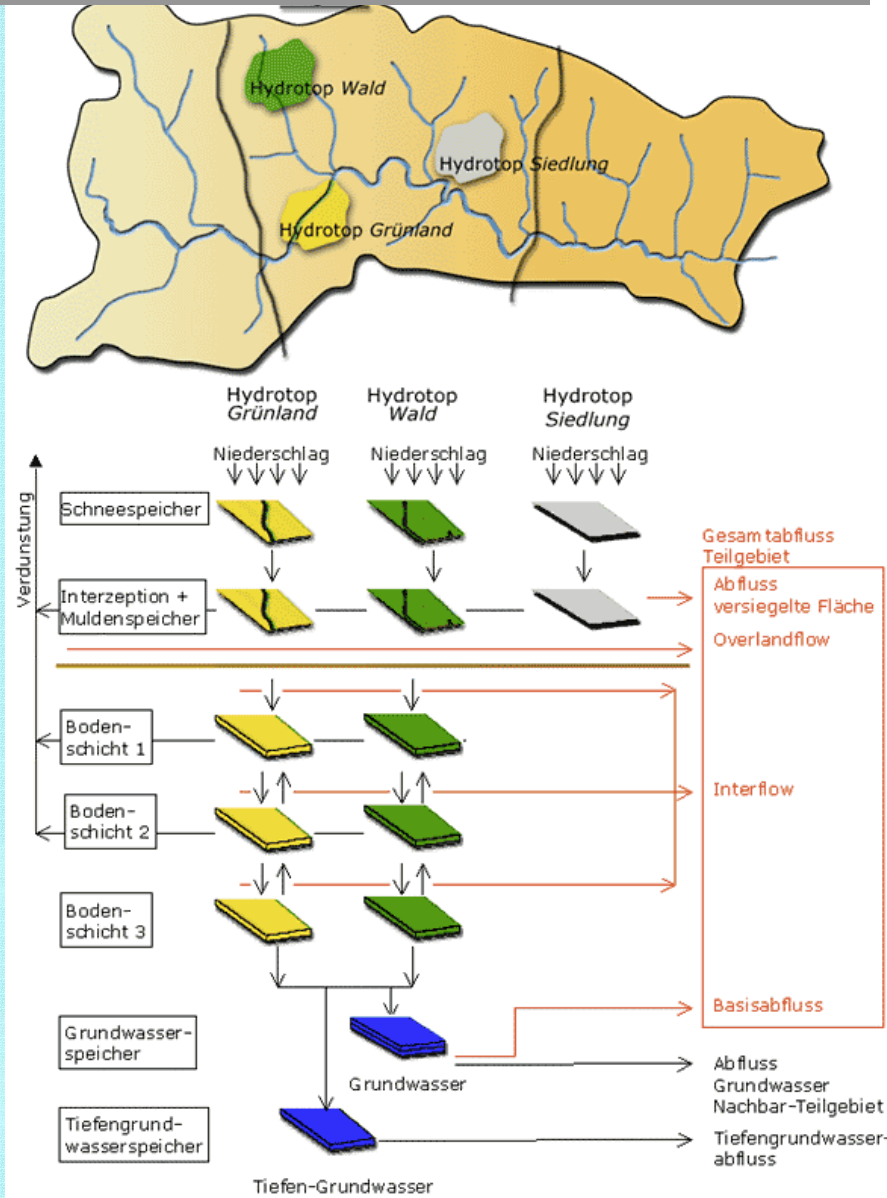 Hydrotop Wald
Hydrotop Siedlung
Hydrotop Grünland
Hydrotop
Grünland
Hydrotop
Wald
Hydrotop
Siedlung
Niederschlag
Niederschlag
Niederschlag
Verdunstung
Schneespeicher
Gesamtabfluss
Teilgebiet
Interzeption +
Muldenspeicher
Abfluss
versiegelte Fläche
Overlandflow
Boden-
schicht 1
Interflow
Boden-
schicht 2
Boden-
schicht 3
Basisabfluss
Grundwasser-
speicher
Grundwasser
Abfluss
Grundwasser
Nachbar-Teilgebiet
Tiefengrund-
wasserspeicher
Tiefengrundwasser-
abfluss
Tiefen-Grundwasser